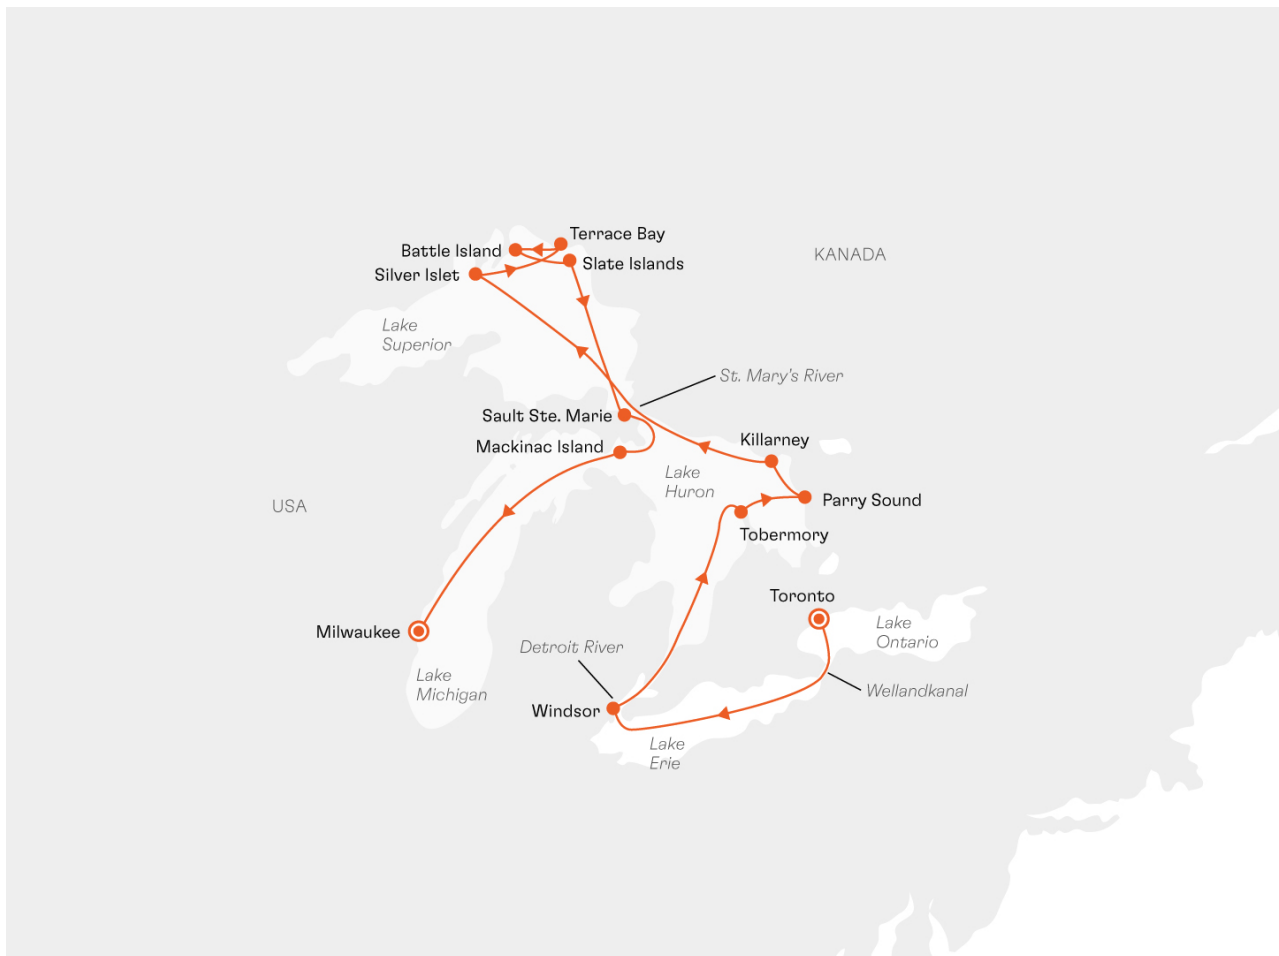 Terrace Bay
Battle Island
KANADA
Slate Islands
Silver Islet
Lake
Superior
St. Mary's River
Sault Ste. Marie
Killarney
Mackinac Island
Lake
Huron
Parry Sound
USA
Tobermory
Toronto
Lake
Ontario
Milwaukee
Detroit River
Lake
Michigan
Wellandkanal
Windsor
Lake
Erie